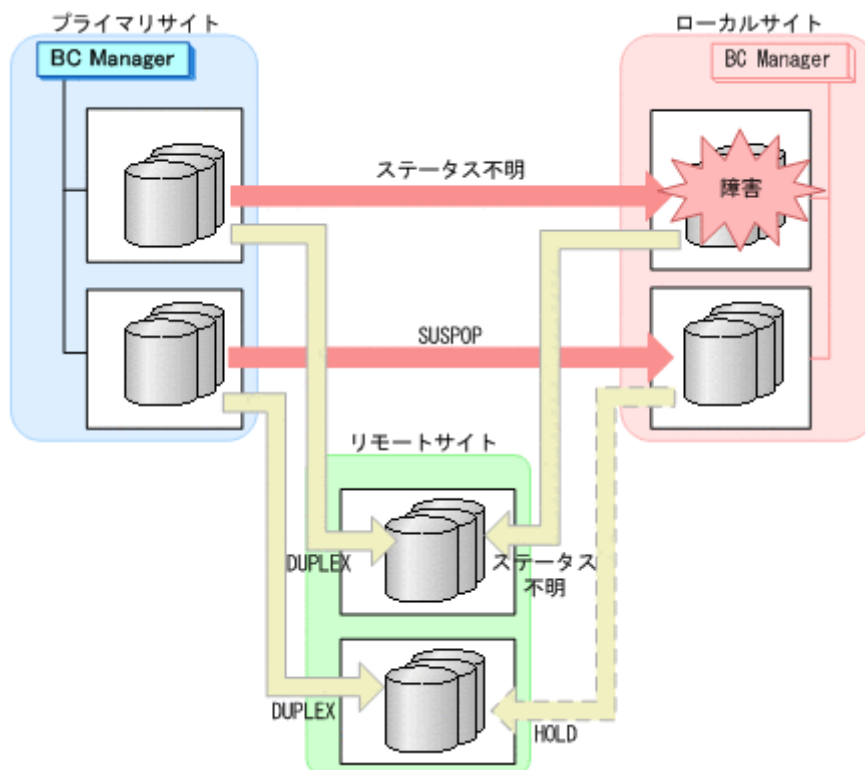 プライマリサイト
ローカルサイト
BC Manager
BC Manager
ステータス不明
障害
SUSPOP
リモートサイト
DUPLEX
ステータス
不明
DUPLEX
HOLD